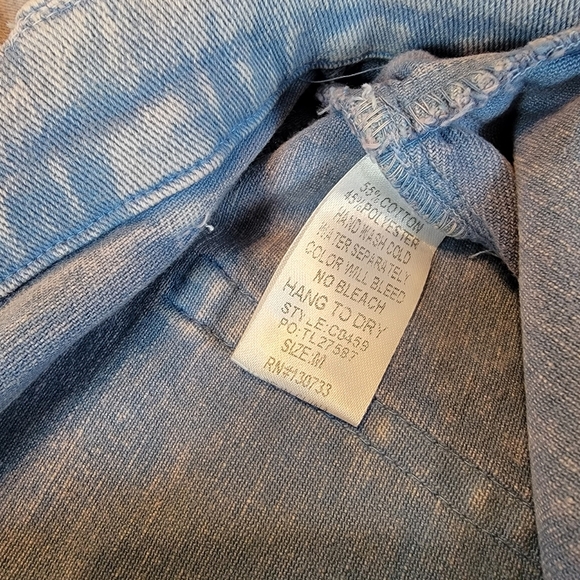 55% COTTON
45% POLYESTER
HAND WASH COLD
WATER SEPARATELY
COLOR WILL BLEED
NO BLEACH
HANG TO DRY
STYLE:C0459
PO:TL27587
SIZE:M
RN#130733